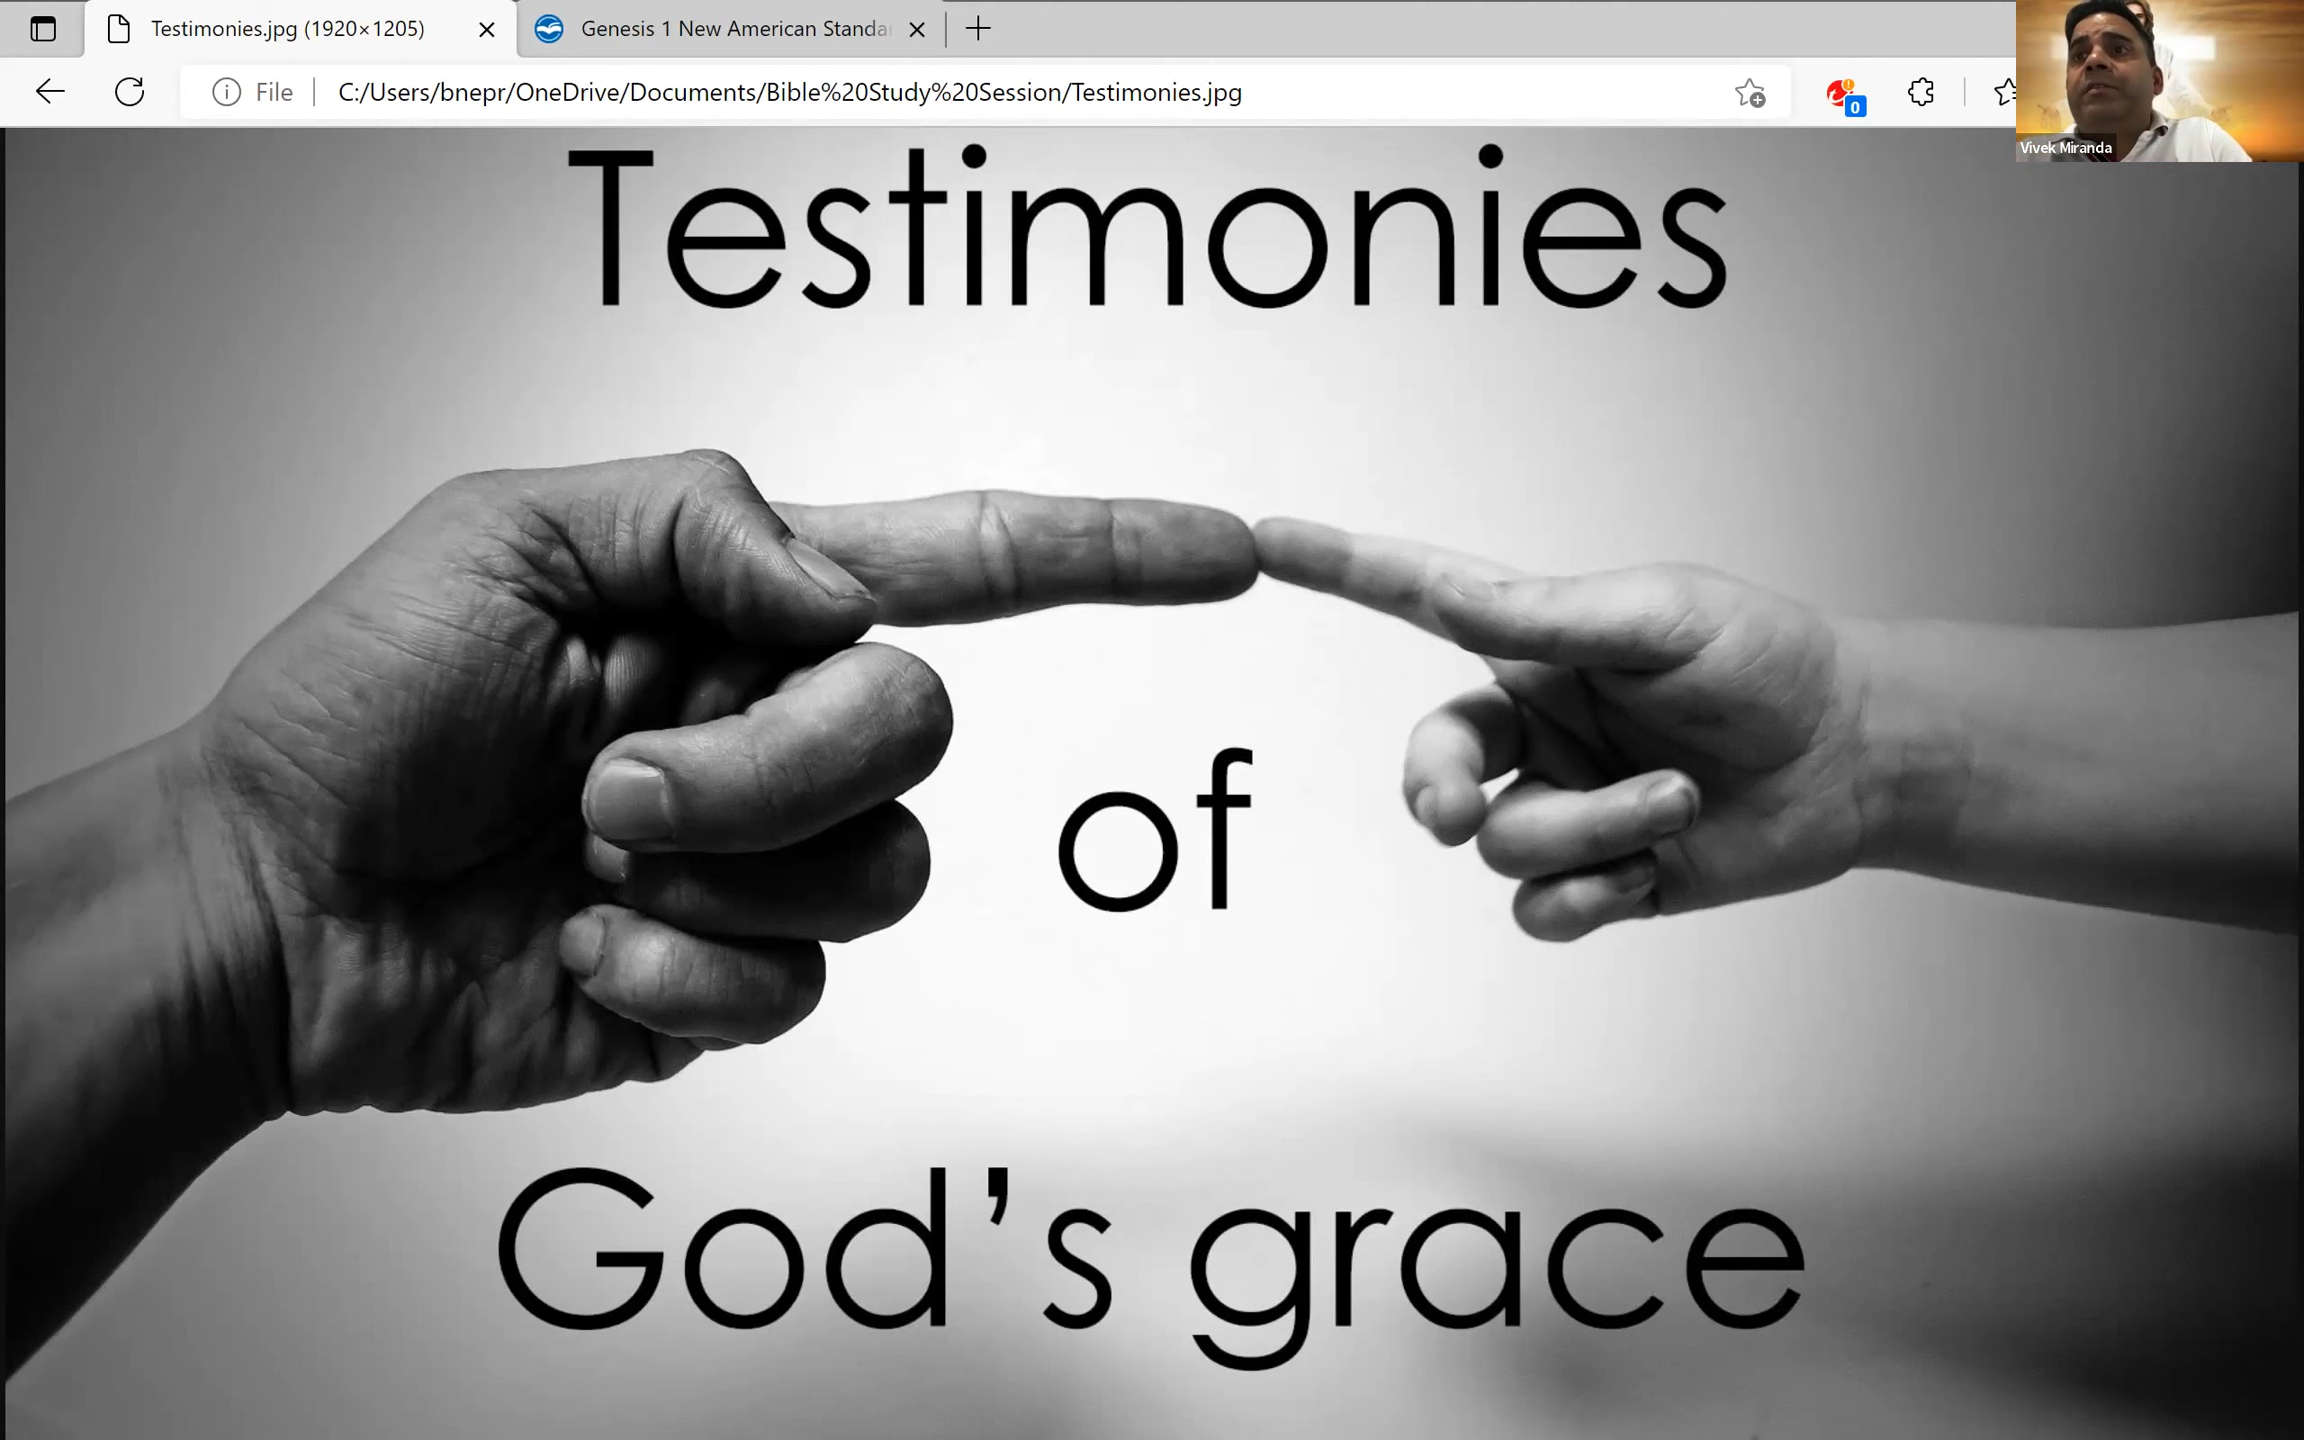 Testimonies.jpg (1920×1205)
Genesis 1 New American Standa
File
C:/Users/bnepr/OneDrive/Documents/Bible%20Study%20Session/Testimonies.jpg
0
Vivek Miranda
Testimonies
of
God’s grace